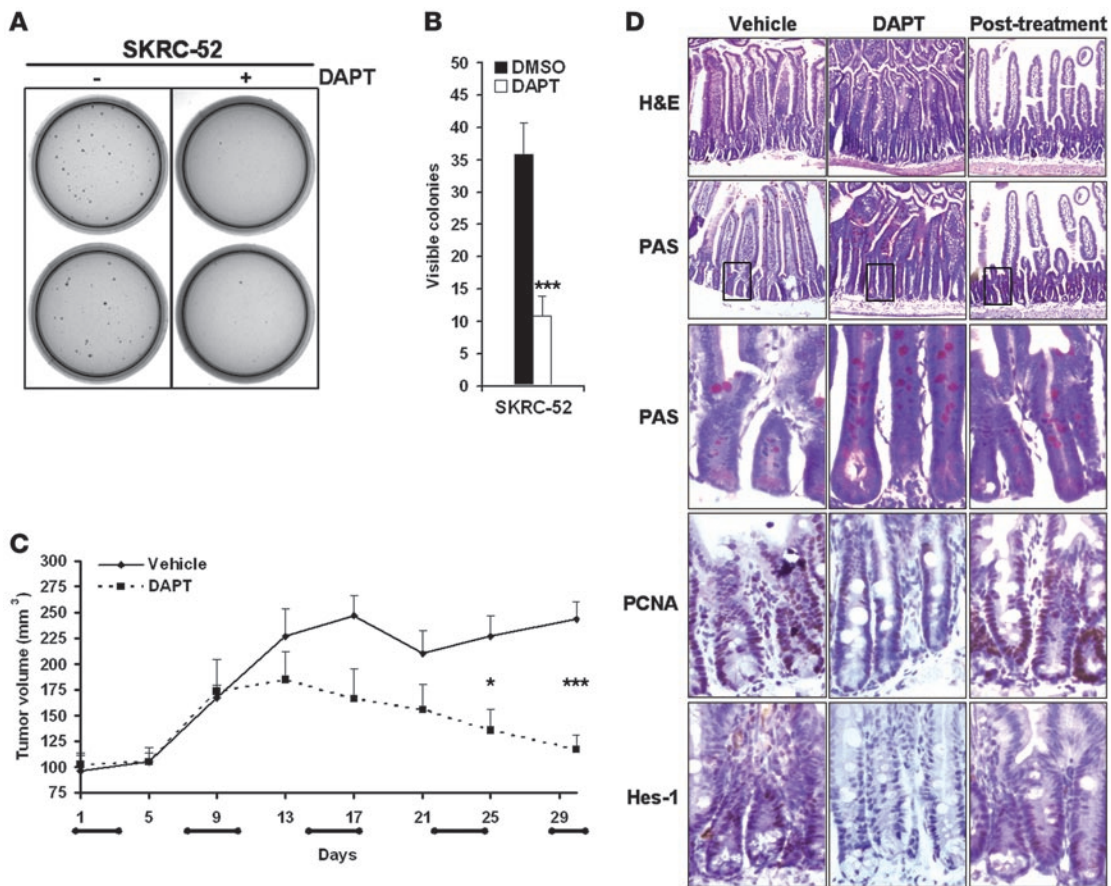 A
SKRC-52
- + DAPT
B
DMSO
DAPT
50
45
40
35
30
25
20
15
10
5
0
Visible colonies
***
SKRC-52
C
Vehicle
DAPT
300
275
250
225
200
175
150
125
100
75
Tumor volume (mm3)
* ***
1 5 9 13 17 21 25 29
Days
D
Vehicle DAPT Post-treatment
H&E
PAS
PAS
PCNA
Hes-1